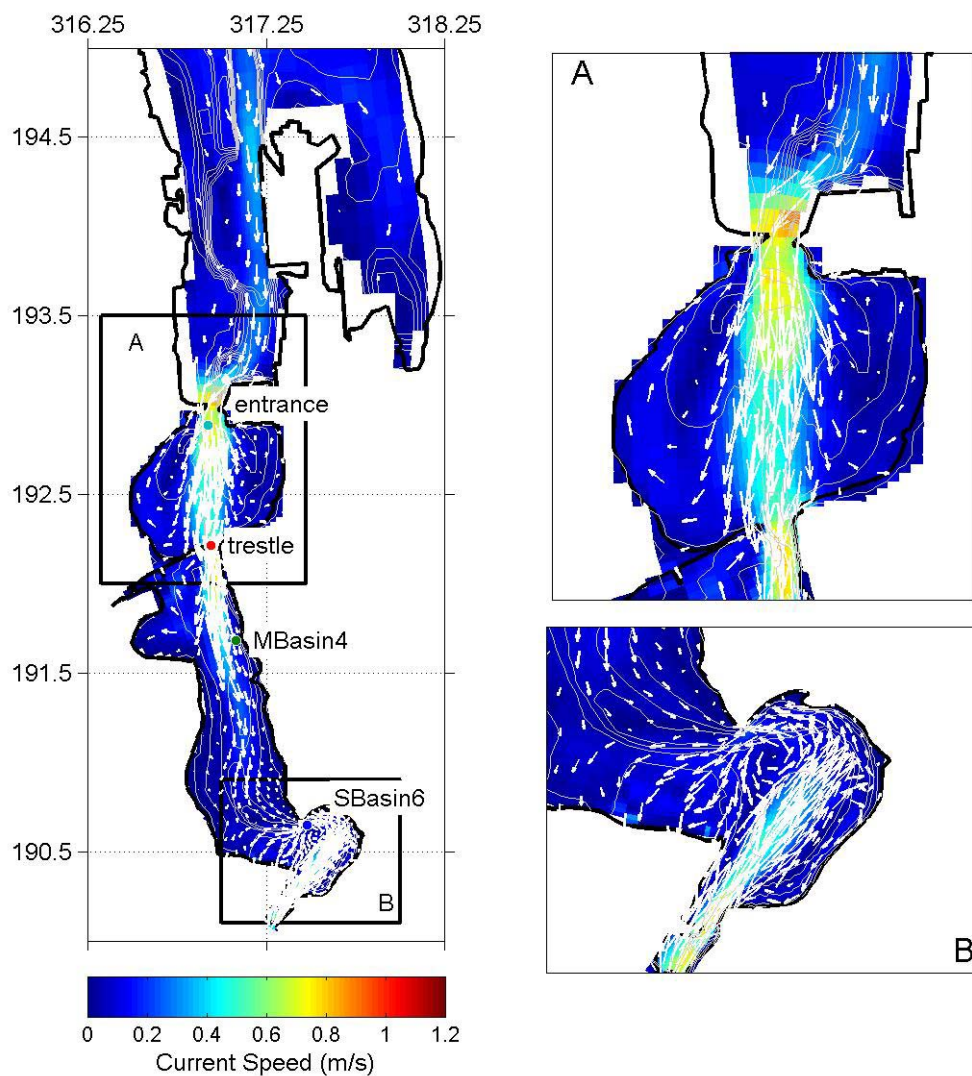 316.25 317.25 318.25
194.5
193.5
192.5
191.5
190.5
A
entrance
trestle
MBasin4
SBasin6
B
0 0.2 0.4 0.6 0.8 1 1.2
Current Speed (m/s)
A
B